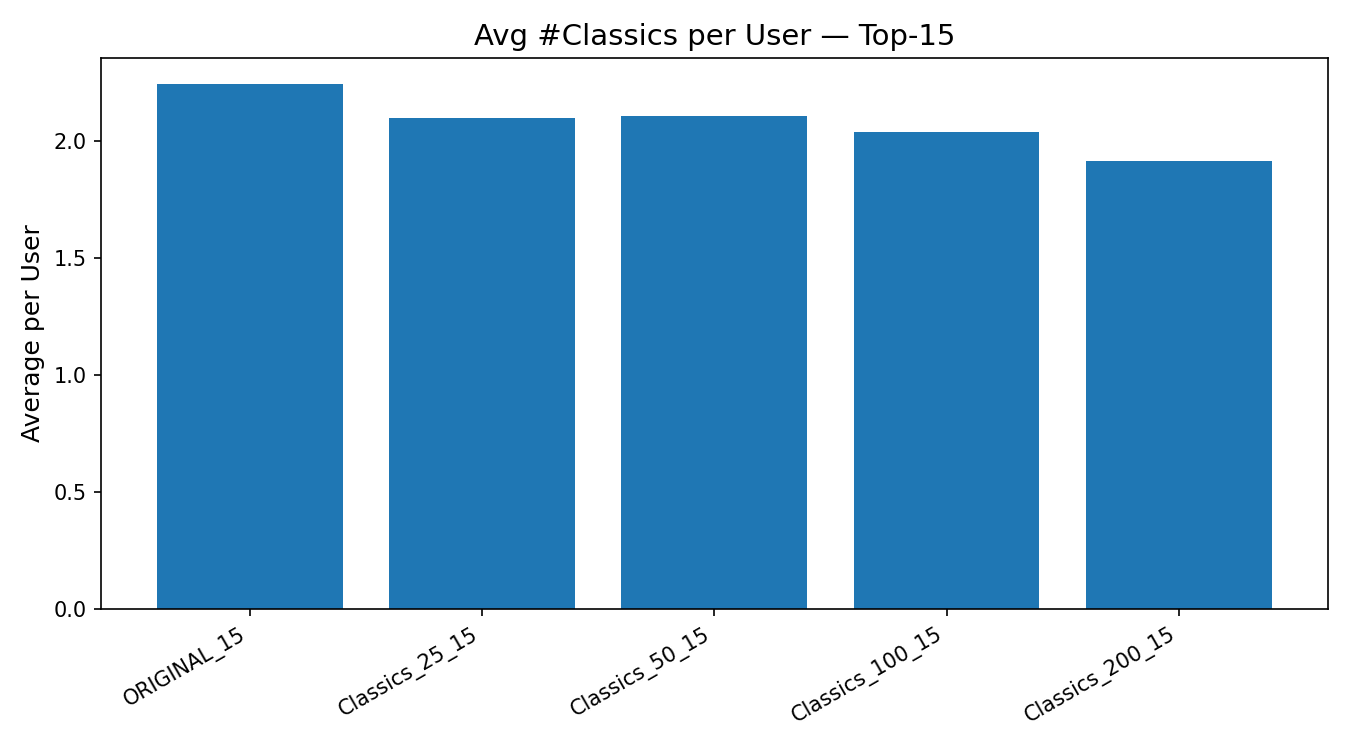 Avg #Classics per User — Top-15
Average per User
2.0
1.5
1.0
0.5
0.0
ORIGINAL_15
Classics_25_15
Classics_50_15
Classics_100_15
Classics_200_15